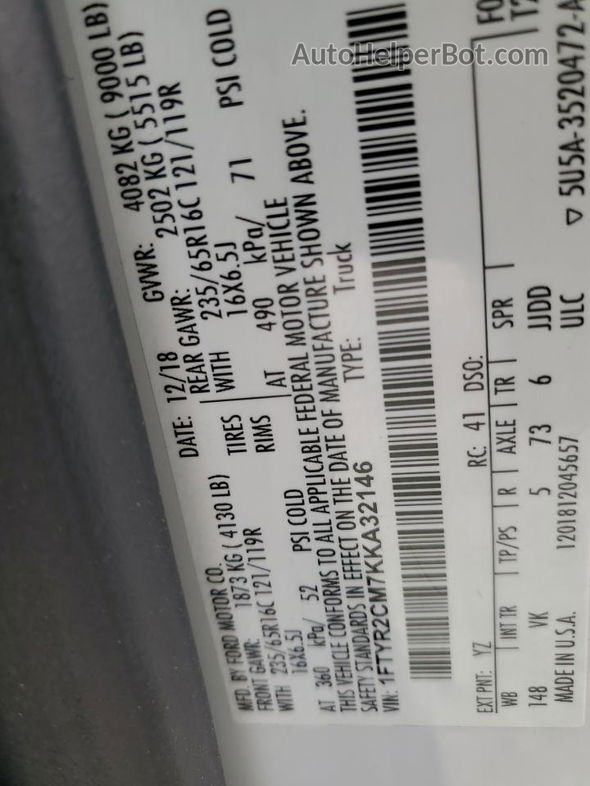 AutoHelperBot.com
MFD. BY FORD MOTOR CO.
DATE: 12/18 GVWR: 4082 KG ( 9000 LB)
FRONT GAWR: 1873 KG ( 4130 LB) REAR GAWR: 2502 KG ( 5515 LB)
WITH 235/65R16C 121/119R TIRES WITH 235/65R16C 121/119R
16X6.5J RIMS 16X6.5J
AT 360 kPa/ 52 PSI COLD AT 490 kPa/ 71 PSI COLD
THIS VEHICLE CONFORMS TO ALL APPLICABLE FEDERAL MOTOR VEHICLE
SAFETY STANDARDS IN EFFECT ON THE DATE OF MANUFACTURE SHOWN ABOVE.
VIN: 1FTYR2CM7KKA32146 TYPE: Truck
EXT PNT: YZ RC: 41 DSO: FO
WB INT TR TP/PS R AXLE TR SPR T2
148 VK 5 73 6 JJDD
ULC
MADE IN U.S.A. 1201812045657 ▽ 5U5A-3520472-A